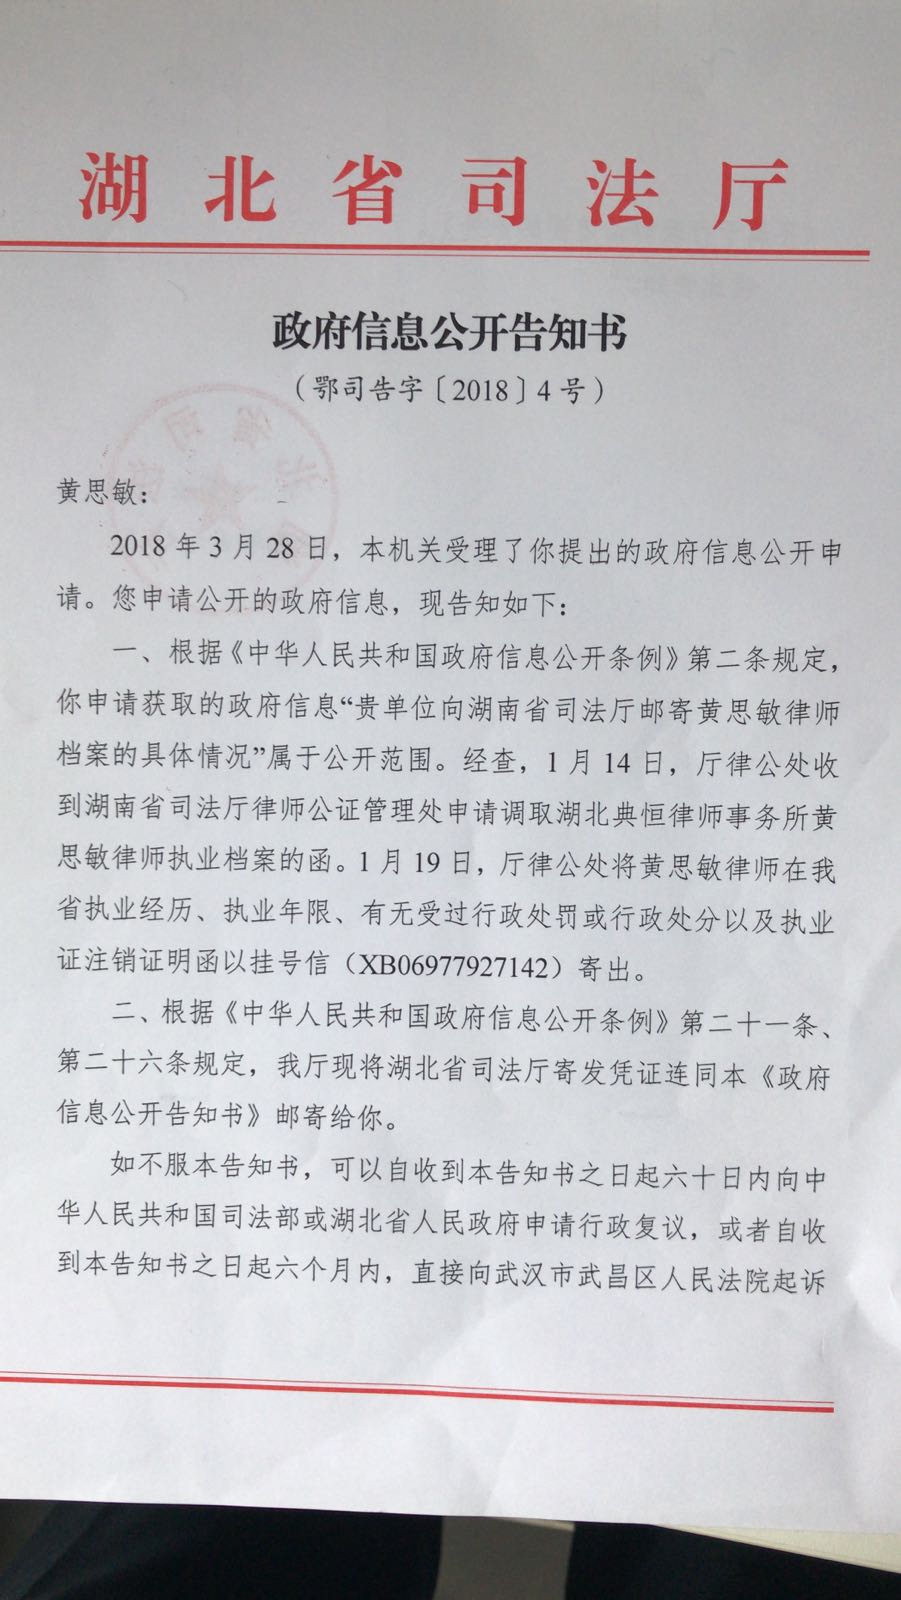 湖北省司法厅
政府信息公开告知书
（鄂司告字〔2018〕4号）
黄思敏：
2018年3月28日，本机关受理了你提出的政府信息公开申
请。您申请公开的政府信息，现告知如下：
一、根据《中华人民共和国政府信息公开条例》第二条规定，
你申请获取的政府信息“贵单位向湖南省司法厅邮寄黄思敏律师
档案的具体情况”属于公开范围。经查，1月14日，厅律公处收
到湖南省司法厅律师公证管理处申请调取湖北典恒律师事务所黄
思敏律师执业档案的函。1月19日，厅律公处将黄思敏律师在我
省执业经历、执业年限、有无受过行政处罚或行政处分以及执业
证注销证明函以挂号信（XB06977927142）寄出。
二、根据《中华人民共和国政府信息公开条例》第二十一条、
第二十六条规定，我厅现将湖北省司法厅寄发凭证连同本《政府
信息公开告知书》邮寄给你。
如不服本告知书，可以自收到本告知书之日起六十日内向中
华人民共和国司法部或湖北省人民政府申请行政复议，或者自收
到本告知书之日起六个月内，直接向武汉市武昌区人民法院起诉